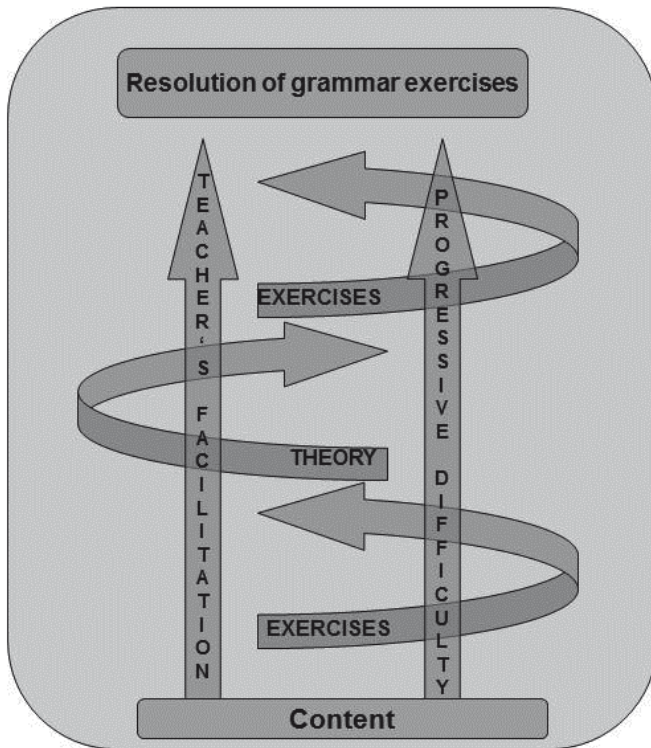 Resolution of grammar exercises
TEACHER'S FACILITATION
PROGRESSIVE DIFFICULTY
EXERCISES
THEORY
EXERCISES
Content